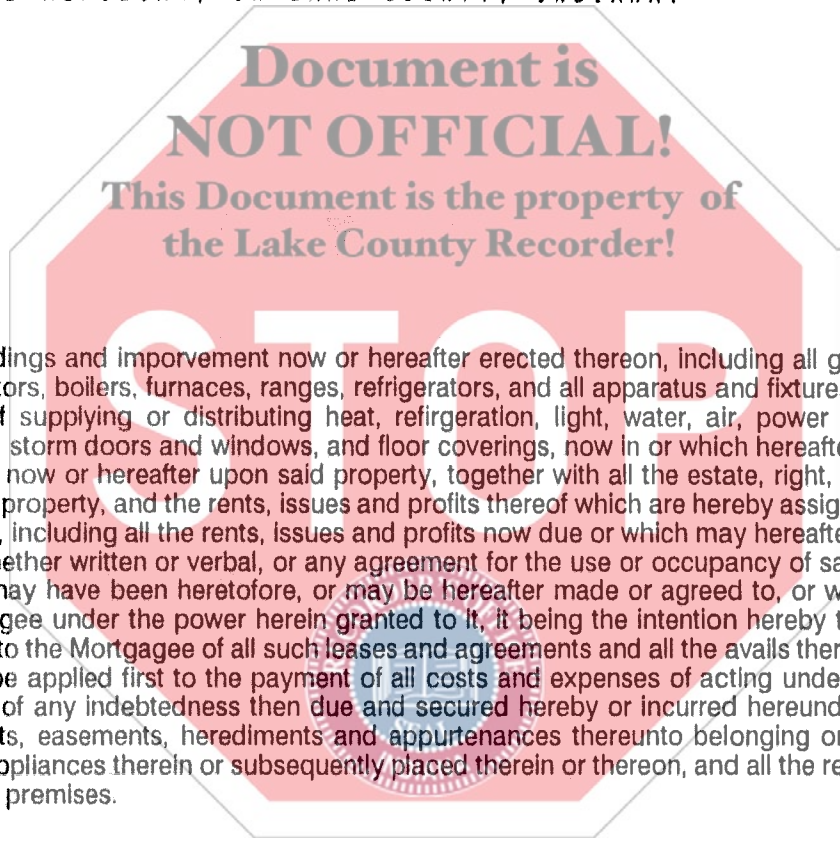 Document is
NOT OFFICIAL!
This Document is the property of
the Lake County Recorder!
STOP
dings and imporvement now or hereafter erected thereon, including all g
ors, boilers, furnaces, ranges, refrigerators, and all apparatus and fixture
f supplying or distributing heat, refirgeration, light, water, air, power
storm doors and windows, and floor coverings, now in or which hereafte
now or hereafter upon said property, together with all the estate, right,
property, and the rents, issues and profits thereof which are hereby assig
, including all the rents, issues and profits now due or which may hereafte
ether written or verbal, or any agreement for the use or occupancy of sa
nay have been heretofore, or may be hereafter made or agreed to, or w
gee under the power herein granted to it, it being the intention hereby t
to the Mortgagee of all such leases and agreements and all the avails ther
be applied first to the payment of all costs and expenses of acting unde
of any indebtedness then due and secured hereby or incurred hereund
ts, easements, herediments and appurtenances thereunto belonging or
ppliances therein or subsequently placed therein or thereon, and all the re
premises.
SEAL